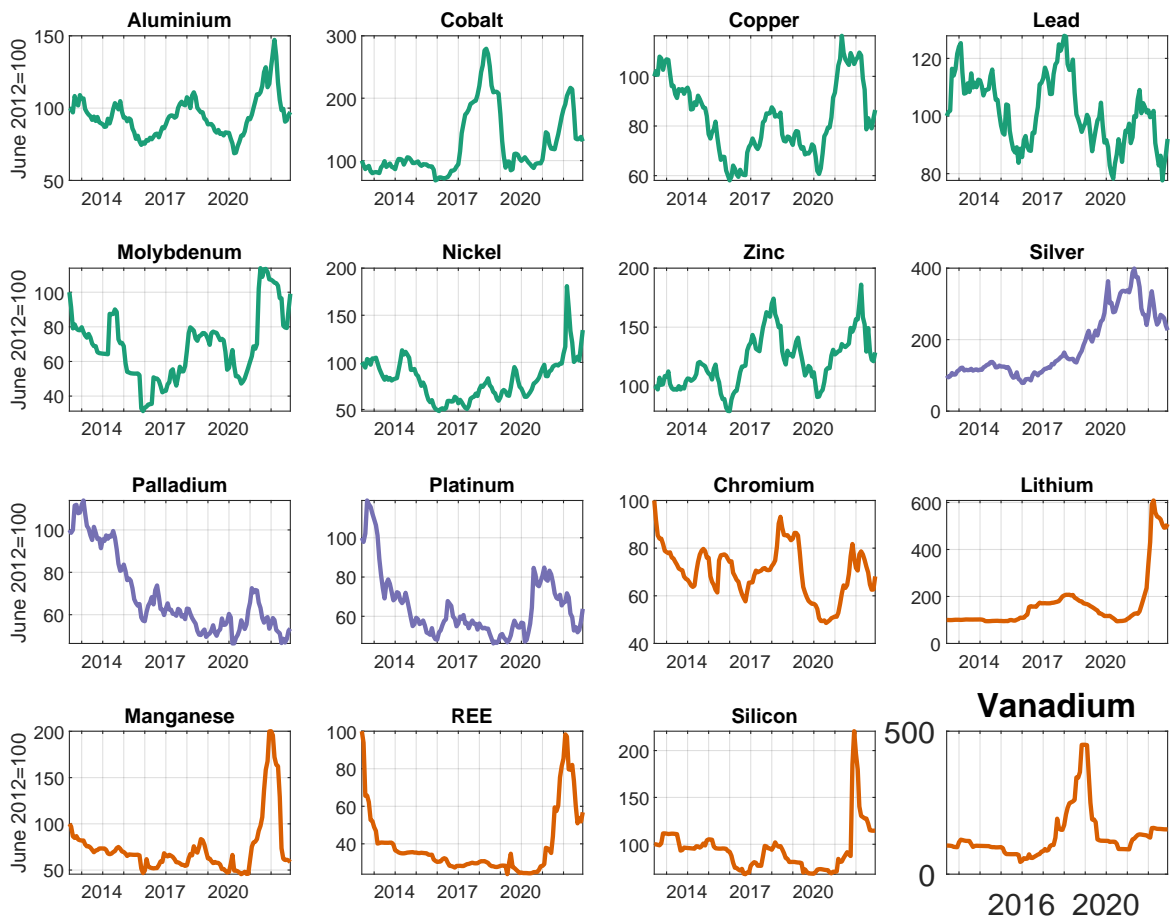 Aluminium
Cobalt
Copper
Lead
June 2012=100
150
100
50
2014 2017 2020
300
200
100
2014 2017 2020
100
80
60
2014 2017 2020
120
100
80
2014 2017 2020
Molybdenum
Nickel
Zinc
Silver
June 2012=100
100
80
60
40
2014 2017 2020
200
150
100
50
2014 2017 2020
200
150
100
2014 2017 2020
400
200
0
2014 2017 2020
Palladium
Platinum
Chromium
Lithium
June 2012=100
100
80
60
2014 2017 2020
100
80
60
2014 2017 2020
100
80
60
40
2014 2017 2020
600
400
200
0
2014 2017 2020
Manganese
REE
Silicon
Vanadium
June 2012=100
200
150
100
50
2014 2017 2020
100
80
60
40
2014 2017 2020
200
150
100
2014 2017 2020
500
0
2016 2020